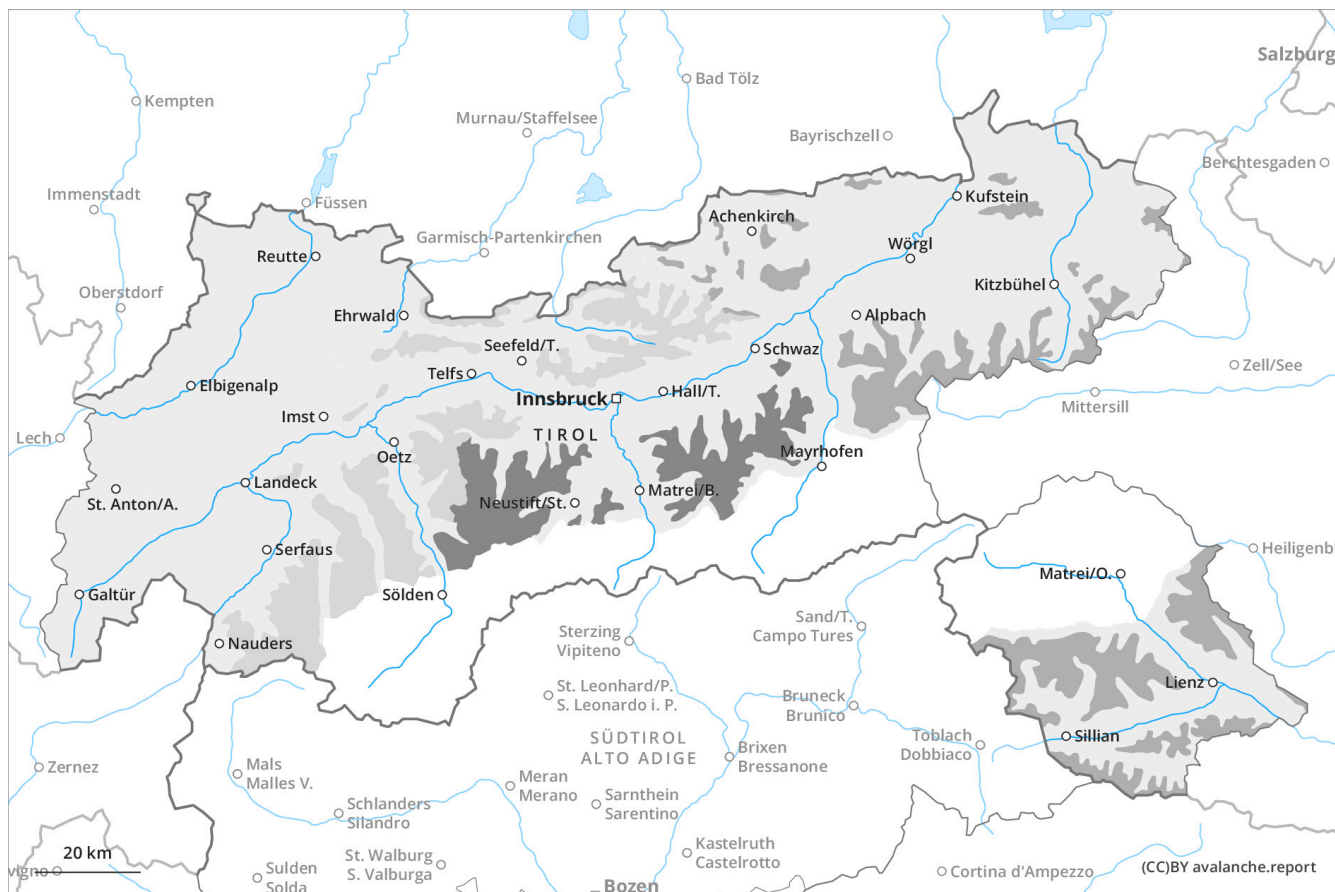 Salzburg
Kempten
Bad Tölz
Murnau/Staffelsee
Bayrischzell
Berchtesgaden
Immenstadt
Füssen
Kufstein
Achenkirch
Garmisch-Partenkirchen
Wörgl
Reutte
Oberstdorf
Kitzbühel
Ehrwald
Alpbach
Seefeld/T.
Schwaz
Zell/See
Telfs
Elbigenalp
Hall/T.
Innsbruck
Mittersill
Imst
Lech
TIROL
Oetz
Mayrhofen
Landeck
Matrei/B.
St. Anton/A.
Neustift/St.
Serfaus
Heiligenb
Matrei/O.
Galtür
Sölden
Sand/T.
Campo Tures
Sterzing
Vipiteno
Nauders
Lienz
St. Leonhard/P.
S. Leonardo i. P.
Bruneck
Brunico
Sillian
SÜDTIROL
ALTO ADIGE
Toblach
Dobbiaco
Brixen
Bressanone
Zernez
Mals
Malles V.
Meran
Merano
Schlanders
Silandro
Sarnthein
Sarentino
Kastelruth
Castelrotto
20 km
St. Walburg
S. Valburga
vigno
Sulden
Solda
Cortina d'Ampezzo
(CC)BY avalanche.report
Bozen